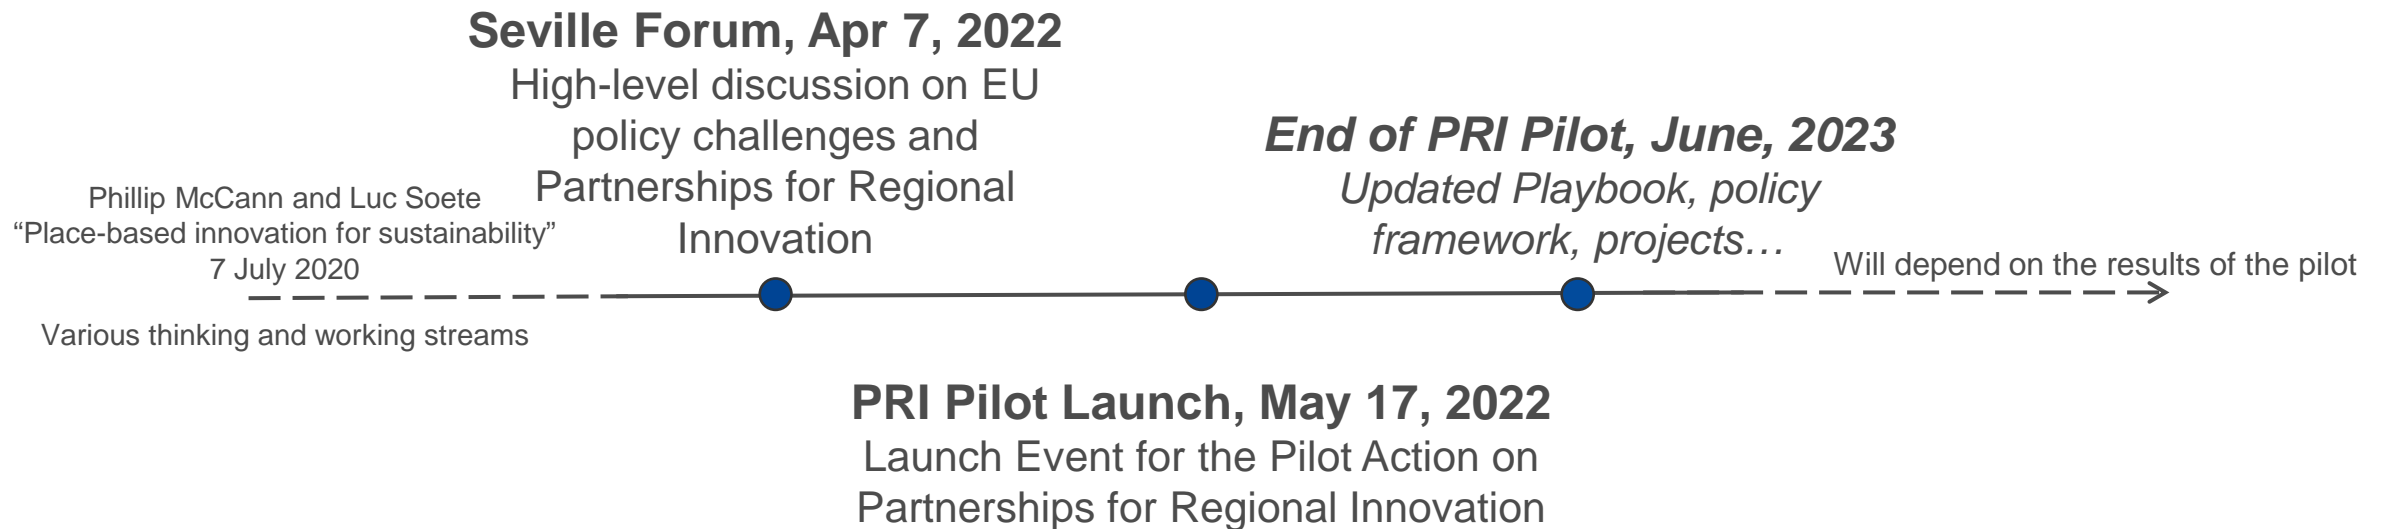 Seville Forum, Apr 7, 2022
High-level discussion on EU
policy challenges and
Partnerships for Regional
Innovation
End of PRI Pilot, June, 2023
Updated Playbook, policy
framework, projects…
Phillip McCann and Luc Soete
“Place-based innovation for sustainability”
7 July 2020
Will depend on the results of the pilot
Various thinking and working streams
PRI Pilot Launch, May 17, 2022
Launch Event for the Pilot Action on
Partnerships for Regional Innovation